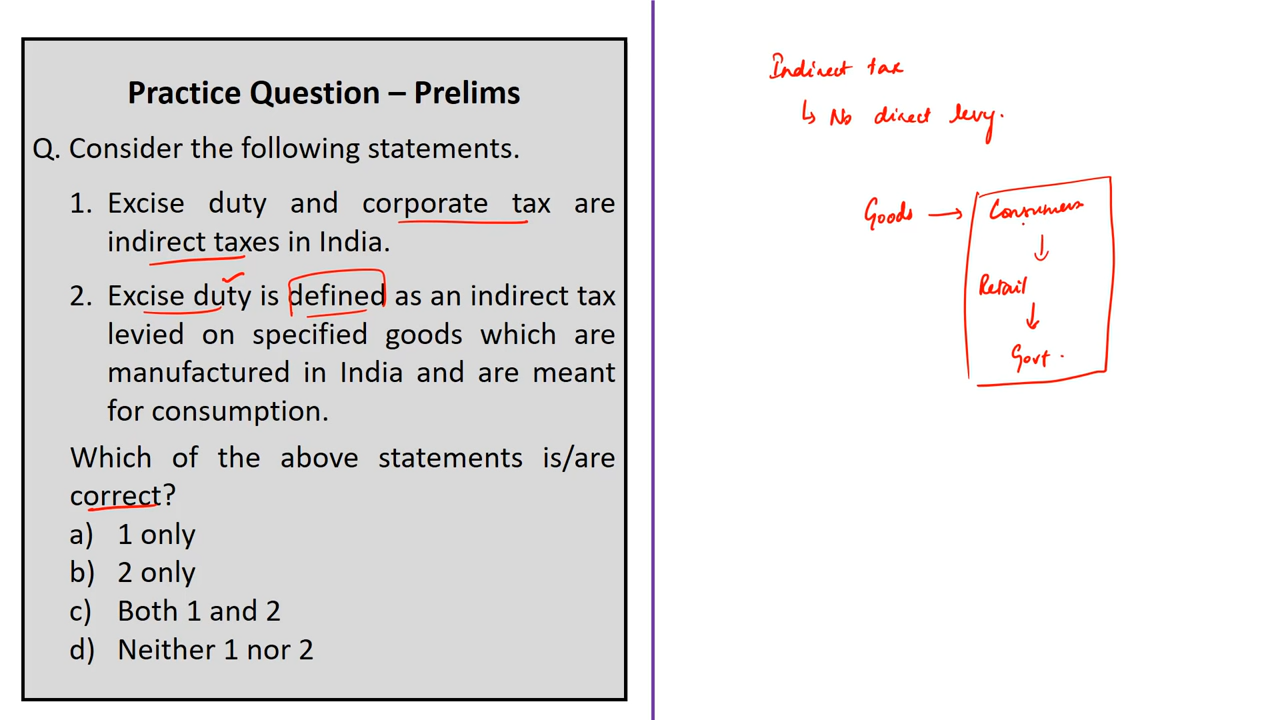 Practice Question – Prelims
Q. Consider the following statements.
1. Excise duty and corporate tax are
indirect taxes in India.
2. Excise duty is defined as an indirect tax
levied on specified goods which are
manufactured in India and are meant
for consumption.
Which of the above statements is/are
correct?
a) 1 only
b) 2 only
c) Both 1 and 2
d) Neither 1 nor 2
Indirect tax
↳ No direct levy.
Goods → Consumers
↓
Retail
↓
Govt.